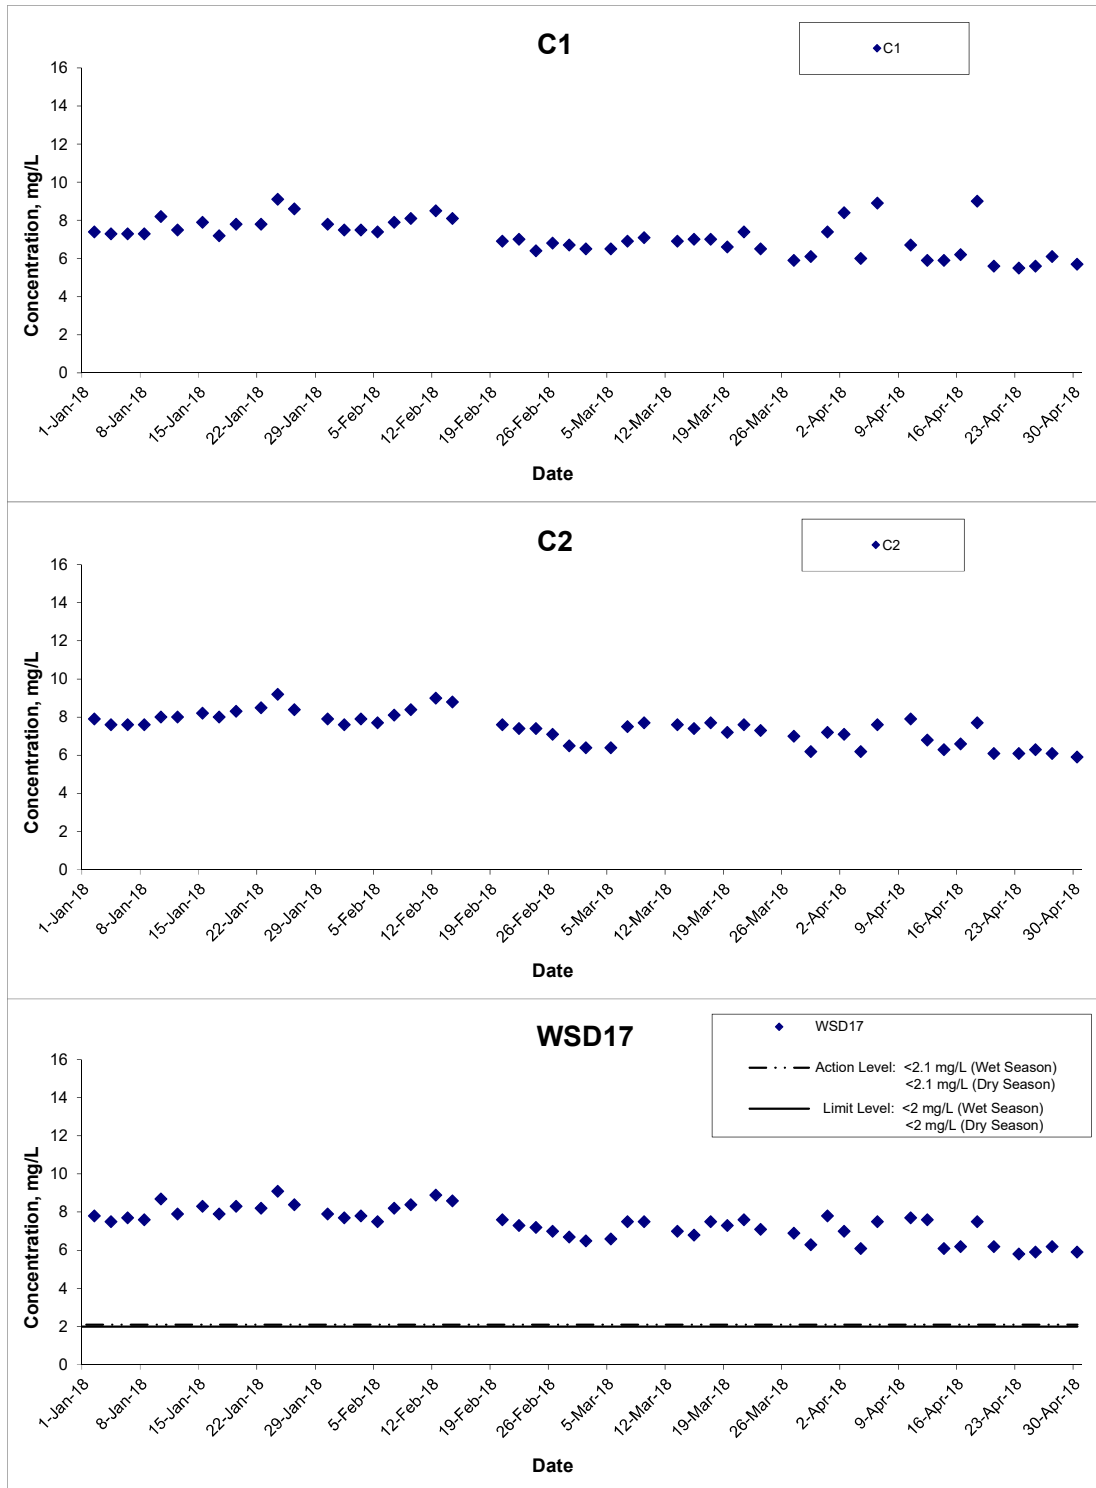 C1
C1
16
14
12
10
8
6
4
2
0
Concentration, mg/L
1-Jan-18
8-Jan-18
15-Jan-18
22-Jan-18
29-Jan-18
5-Feb-18
12-Feb-18
19-Feb-18
26-Feb-18
5-Mar-18
12-Mar-18
19-Mar-18
26-Mar-18
2-Apr-18
9-Apr-18
16-Apr-18
23-Apr-18
30-Apr-18
Date
C2
C2
16
14
12
10
8
6
4
2
0
Concentration, mg/L
1-Jan-18
8-Jan-18
15-Jan-18
22-Jan-18
29-Jan-18
5-Feb-18
12-Feb-18
19-Feb-18
26-Feb-18
5-Mar-18
12-Mar-18
19-Mar-18
26-Mar-18
2-Apr-18
9-Apr-18
16-Apr-18
23-Apr-18
30-Apr-18
Date
WSD17
WSD17
Action Level: <2.1 mg/L (Wet Season)
<2.1 mg/L (Dry Season)
Limit Level: <2 mg/L (Wet Season)
<2 mg/L (Dry Season)
16
14
12
10
8
6
4
2
0
Concentration, mg/L
1-Jan-18
8-Jan-18
15-Jan-18
22-Jan-18
29-Jan-18
5-Feb-18
12-Feb-18
19-Feb-18
26-Feb-18
5-Mar-18
12-Mar-18
19-Mar-18
26-Mar-18
2-Apr-18
9-Apr-18
16-Apr-18
23-Apr-18
30-Apr-18
Date